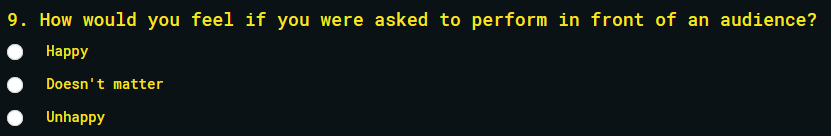 9. How would you feel if you were asked to perform in front of an audience?
Happy
Doesn't matter
Unhappy